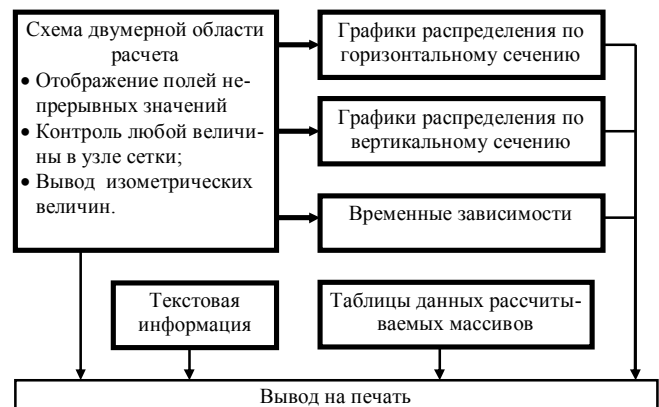 Схема двумерной области
расчета
• Отображение полей не-
прерывных значений
• Контроль любой величи-
ны в узле сетки;
• Вывод изометрических
величин.
Графики распределения по
горизонтальному сечению
Графики распределения по
вертикальному сечению
Временные зависимости
Текстовая
информация
Таблицы данных рассчиты-
ваемых массивов
Вывод на печать